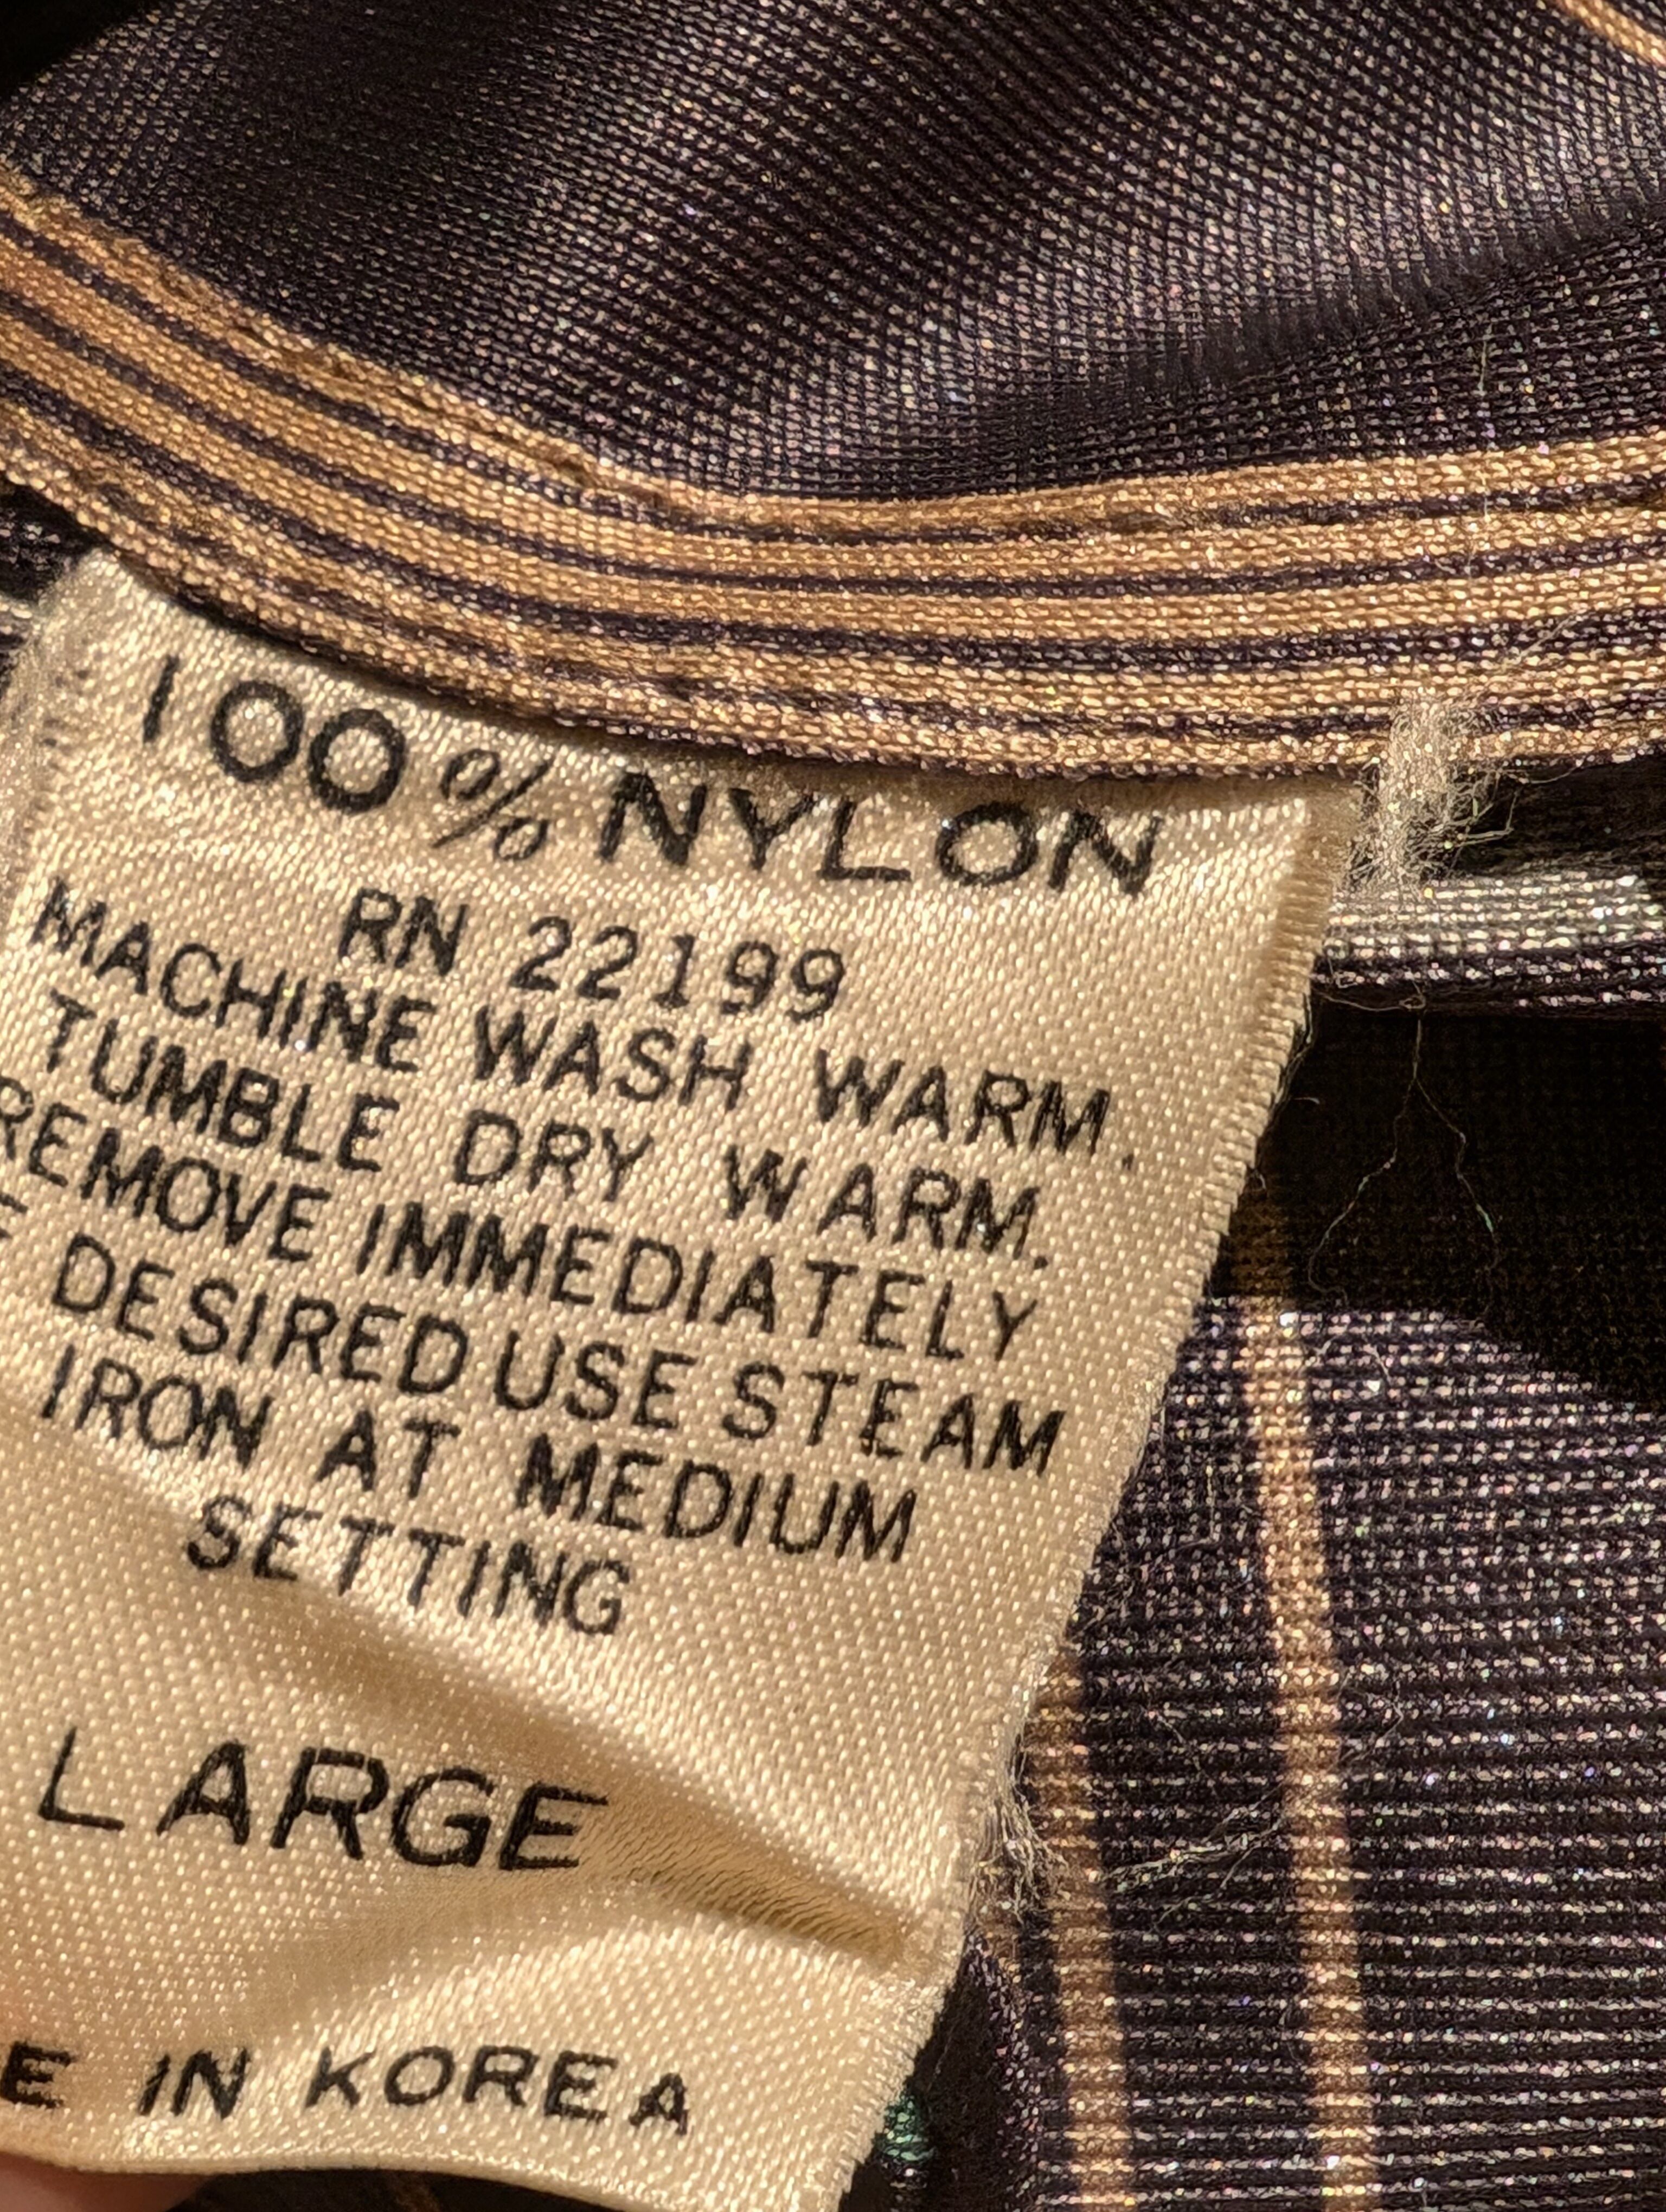 100% NYLON
RN 22199
MACHINE WASH WARM.
TUMBLE DRY WARM.
REMOVE IMMEDIATELY
DESIRED USE STEAM
IRON AT MEDIUM
SETTING
LARGE
E IN KOREA